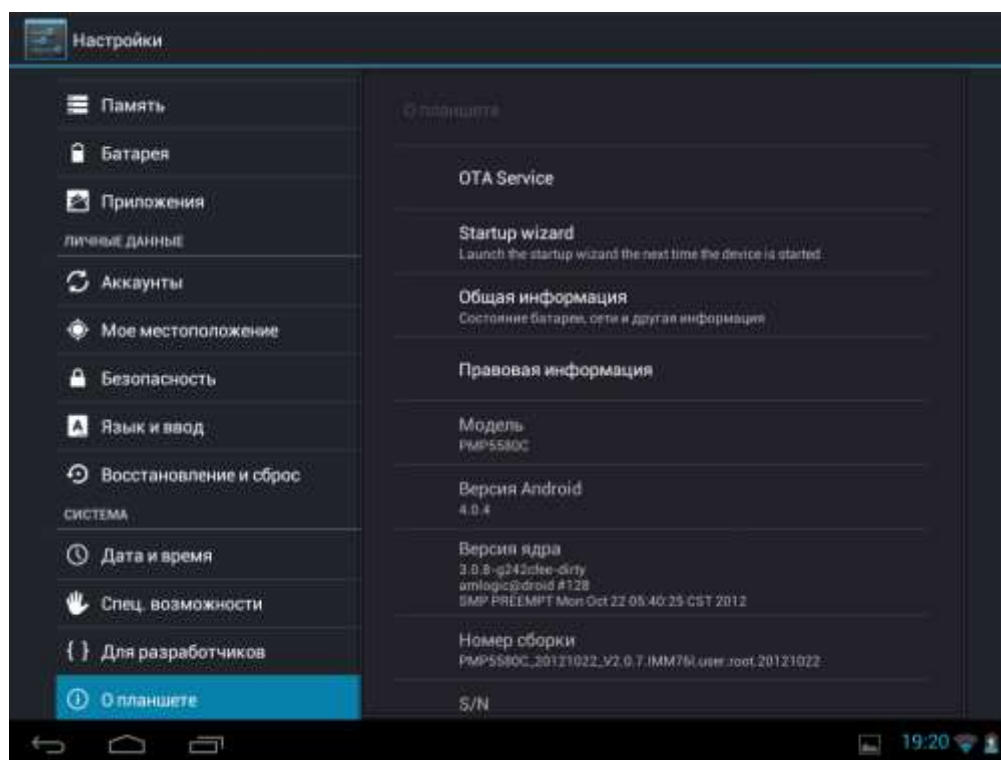 Настройки
Память
Батарея
Приложения
ЛИЧНЫЕ ДАННЫЕ
Аккаунты
Мое местоположение
Безопасность
Язык и ввод
Восстановление и сброс
СИСТЕМА
Дата и время
Спец. возможности
{ } Для разработчиков
О планшете
О планшете
OTA Service
Startup wizard
Launch the startup wizard the next time the device is started
Общая информация
Состояние батареи, сети и другая информация
Правовая информация
Модель
PMP5580C
Версия Android
4.0.4
Версия ядра
3.0.8-g242cfee-dirty
amlogic@droid #128
SMP PREEMPT Mon Oct 22 05:40:25 CST 2012
Номер сборки
PMP5580C_20121022_V2.0.7.IMM76I.user.root.20121022
S/N
19:20